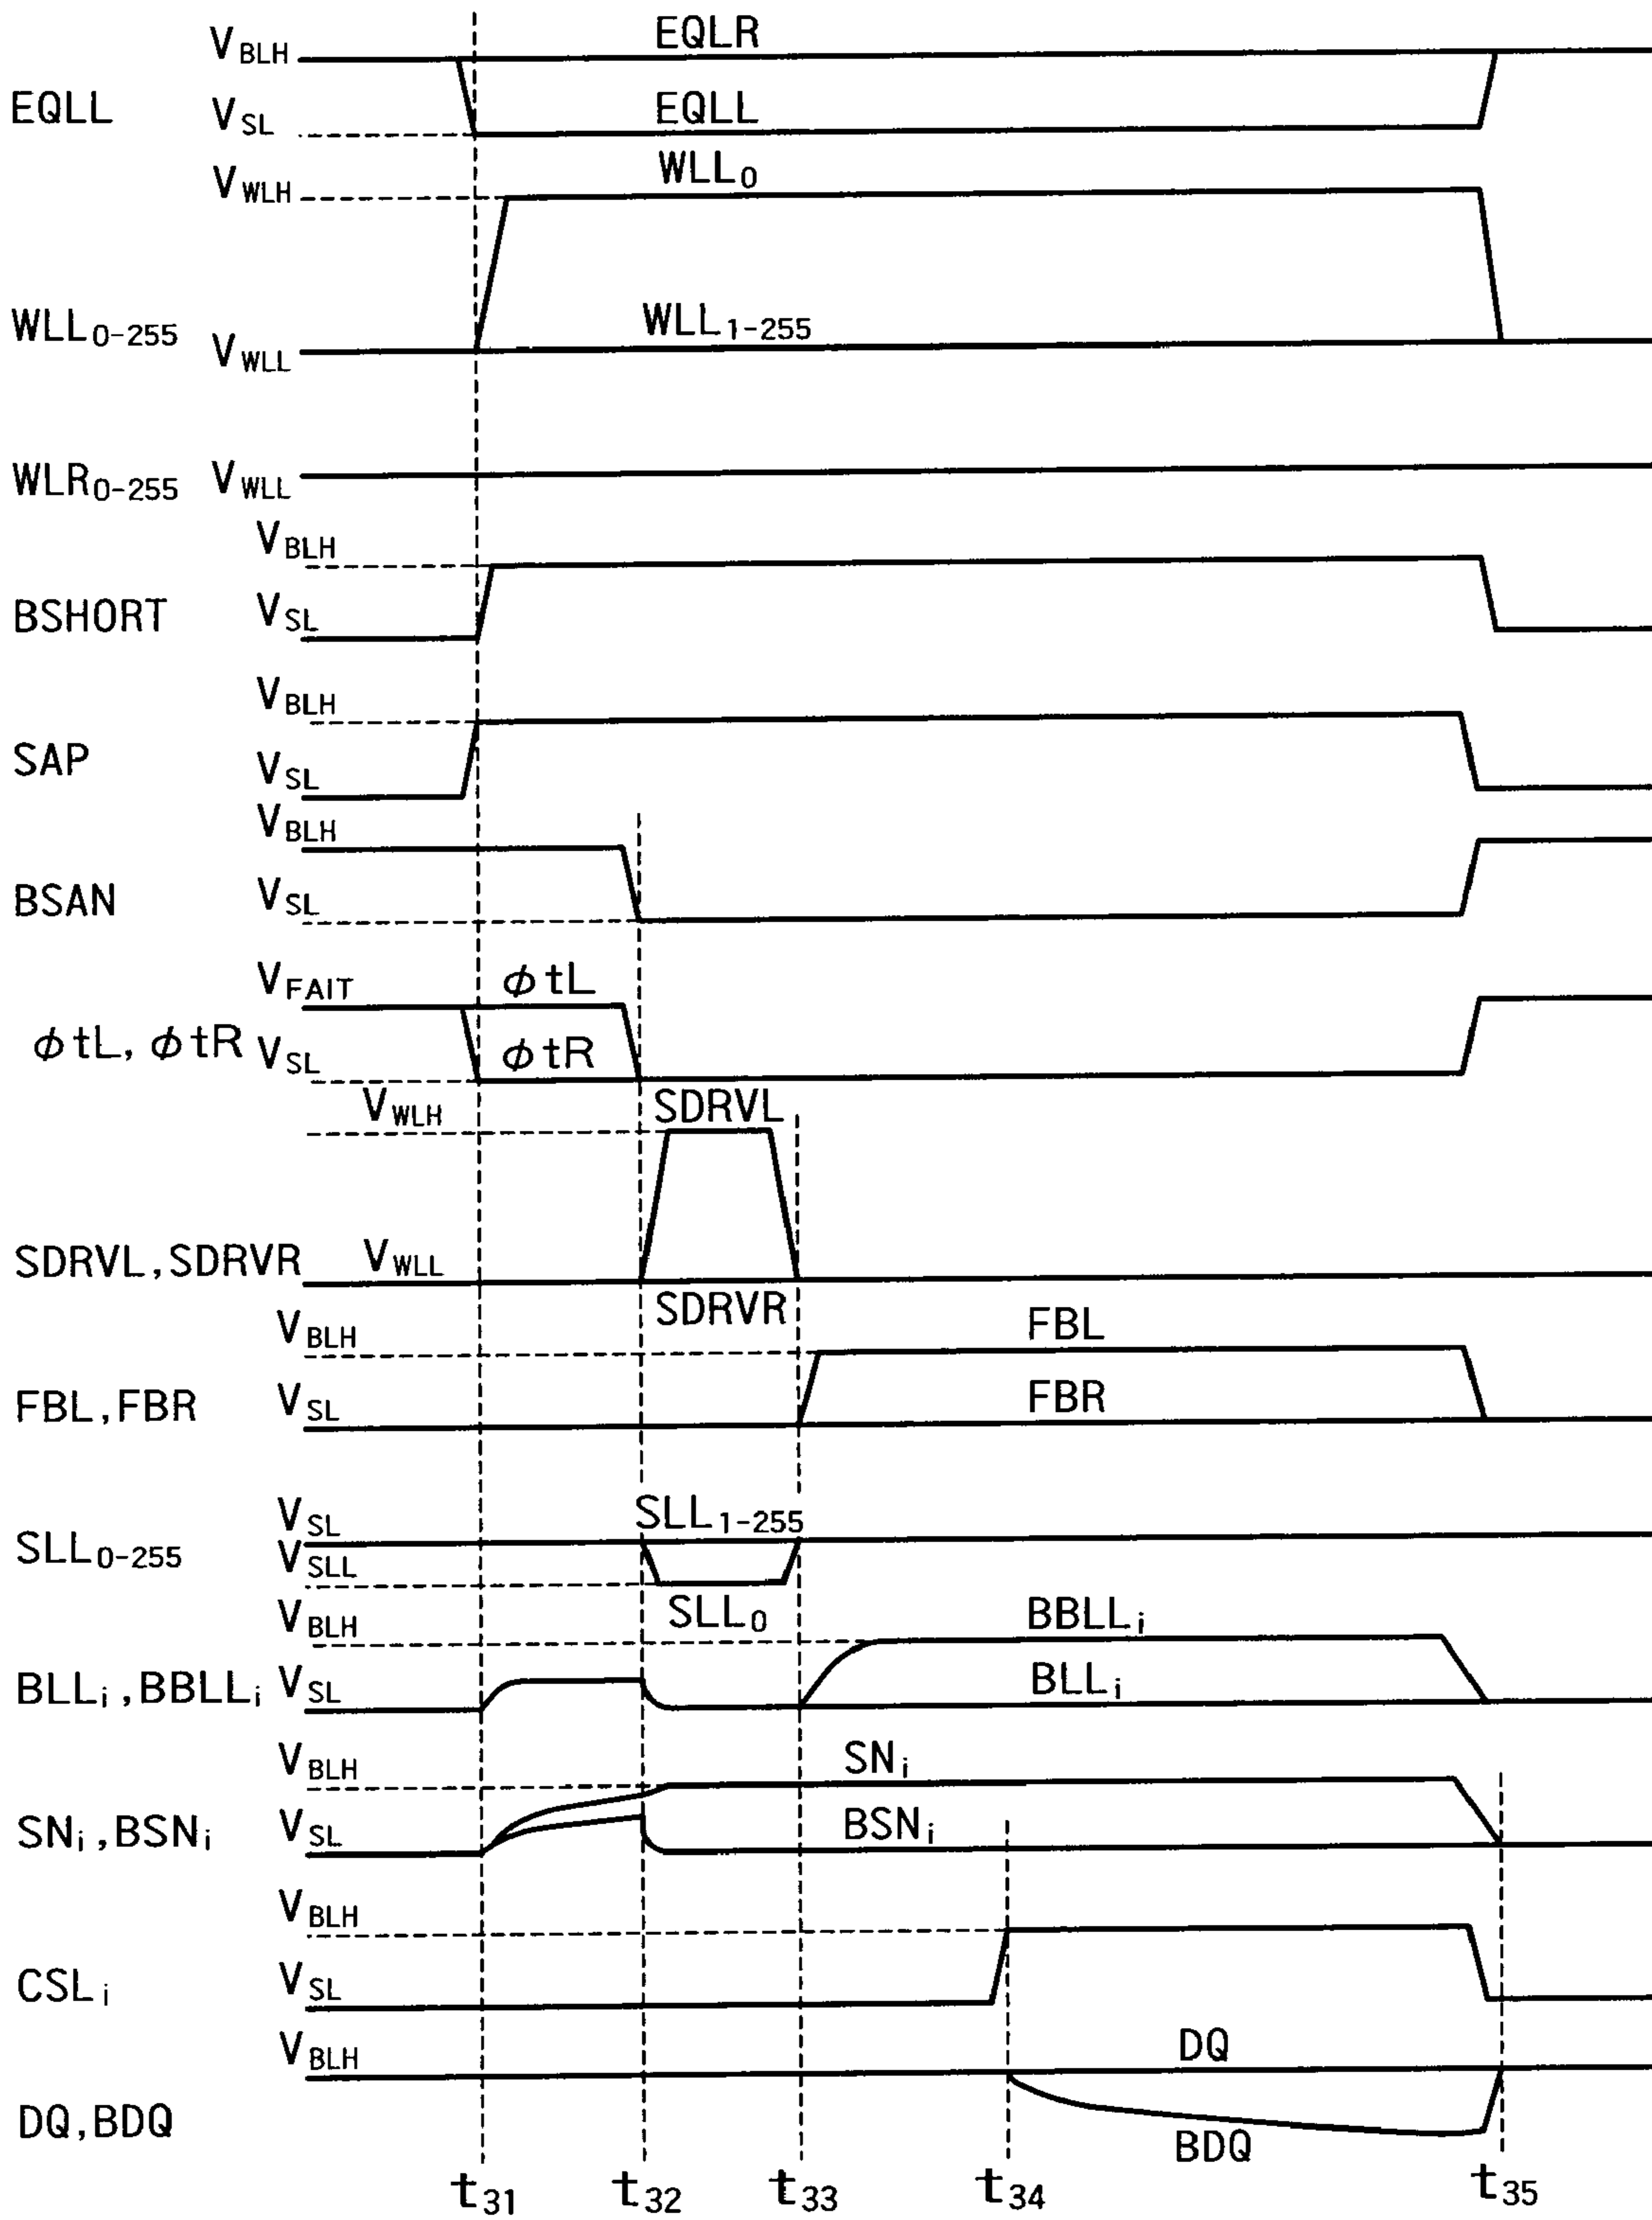 V_BLH EQLR
EQLL V_SL EQLL
V_WLH WLL_0
WLL_0-255 V_WLL WLL_1-255
WLR_0-255 V_WLL
V_BLH
BSHORT V_SL
V_BLH
SAP V_SL
V_BLH
BSAN V_SL
V_FAIT ϕtL
ϕtL, ϕtR V_SL ϕtR
V_WLH SDRVL
SDRVL,SDRVR V_WLL
SDRVR
V_BLH FBL
FBL,FBR V_SL FBR
V_SL SLL_1-255
SLL_0-255 V_SLL
SLL_0
V_BLH BBLL_i
BLL_i,BBLL_i V_SL BLL_i
V_BLH SN_i
SN_i,BSN_i V_SL BSN_i
V_BLH
CSL_i V_SL
V_BLH DQ
DQ,BDQ
BDQ
t_31 t_32 t_33 t_34 t_35